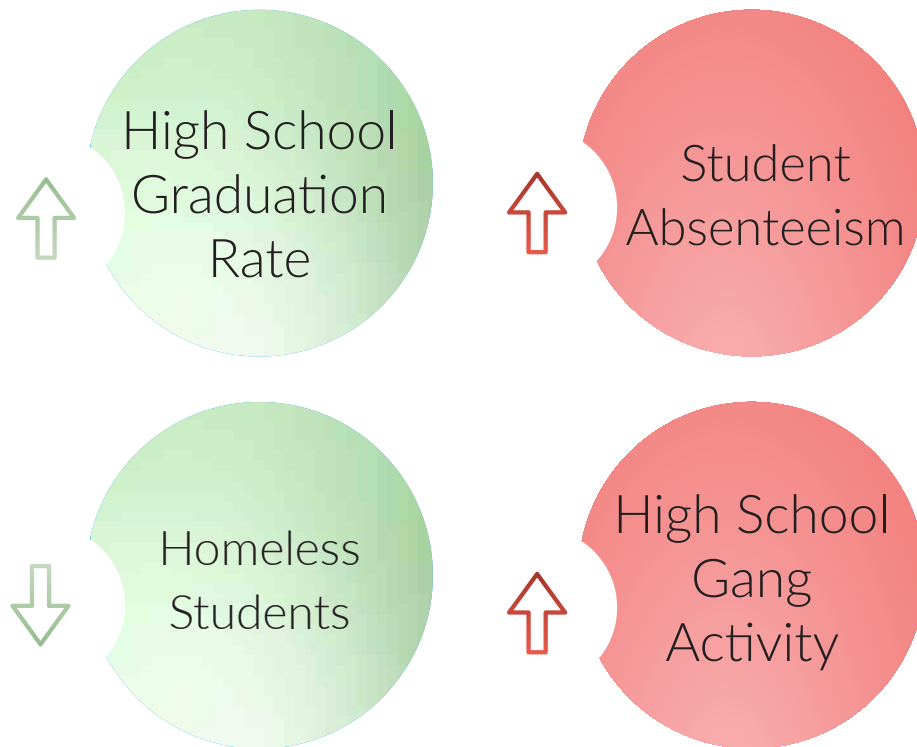 High School
Graduation
Rate
Student
Absenteeism
Homeless
Students
High School
Gang
Activity